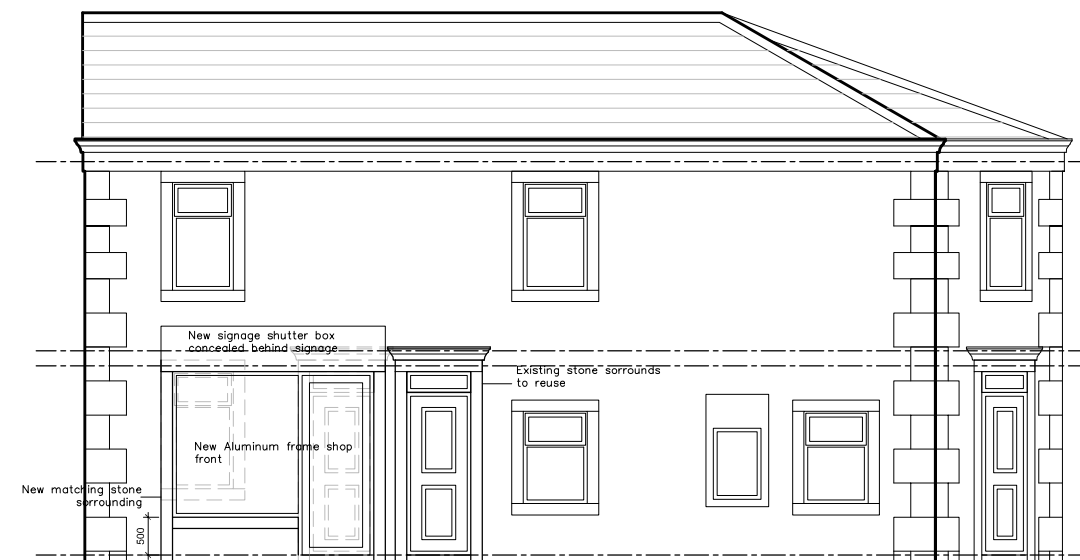 New signage shutter box
concealed behind signage
Existing stone sorrounds
to reuse
New Aluminum frame shop
front
New matching stone
sorrounding
500